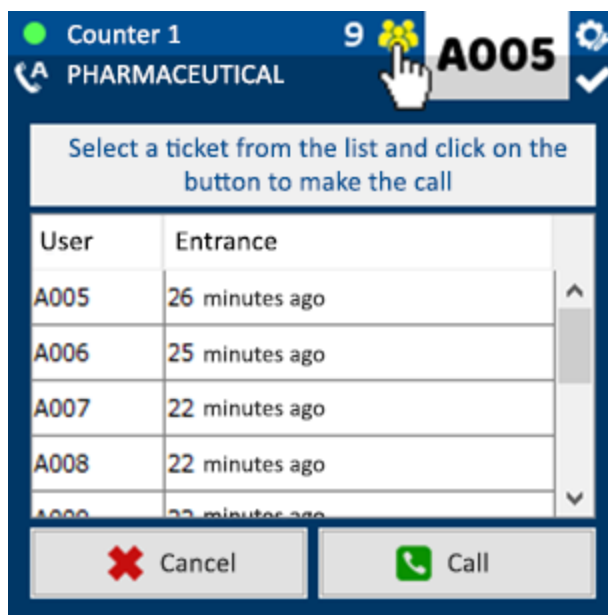 Counter 1
9
A005
A PHARMACEUTICAL
Select a ticket from the list and click on the
button to make the call
User Entrance
A005 26 minutes ago
A006 25 minutes ago
A007 22 minutes ago
A008 22 minutes ago
minutes ago
Cancel Call